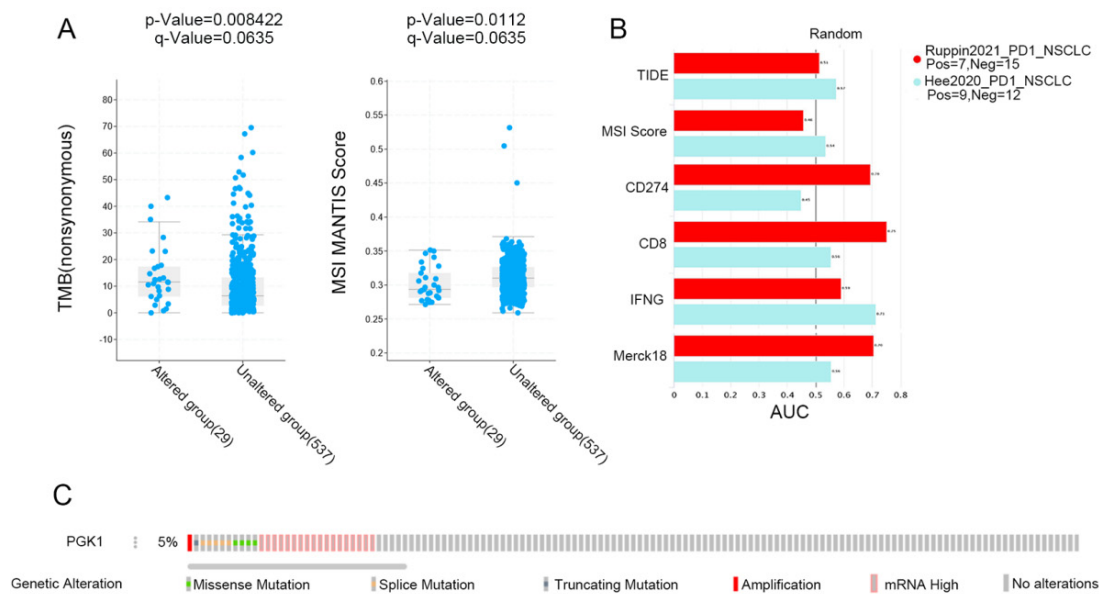 A
p-Value=0.008422
q-Value=0.0635
TMB(nonsynonymous)
80
70
60
50
40
30
20
10
0
-10
Altered group(29)
Unaltered group(537)
p-Value=0.0112
q-Value=0.0635
MSI MANTIS Score
0.6
0.55
0.5
0.45
0.4
0.35
0.3
0.25
0.2
Altered group(29)
Unaltered group(537)
B
Random
Ruppin2021_PD1_NSCLC
Pos=7,Neg=15
Hee2020_PD1_NSCLC
Pos=9,Neg=12
TIDE
MSI Score
CD274
CD8
IFNG
Merck18
0 0.1 0.2 0.3 0.4 0.5 0.6 0.7 0.8
AUC
C
PGK1 5%
Genetic Alteration Missense Mutation Splice Mutation Truncating Mutation Amplification mRNA High No alterations